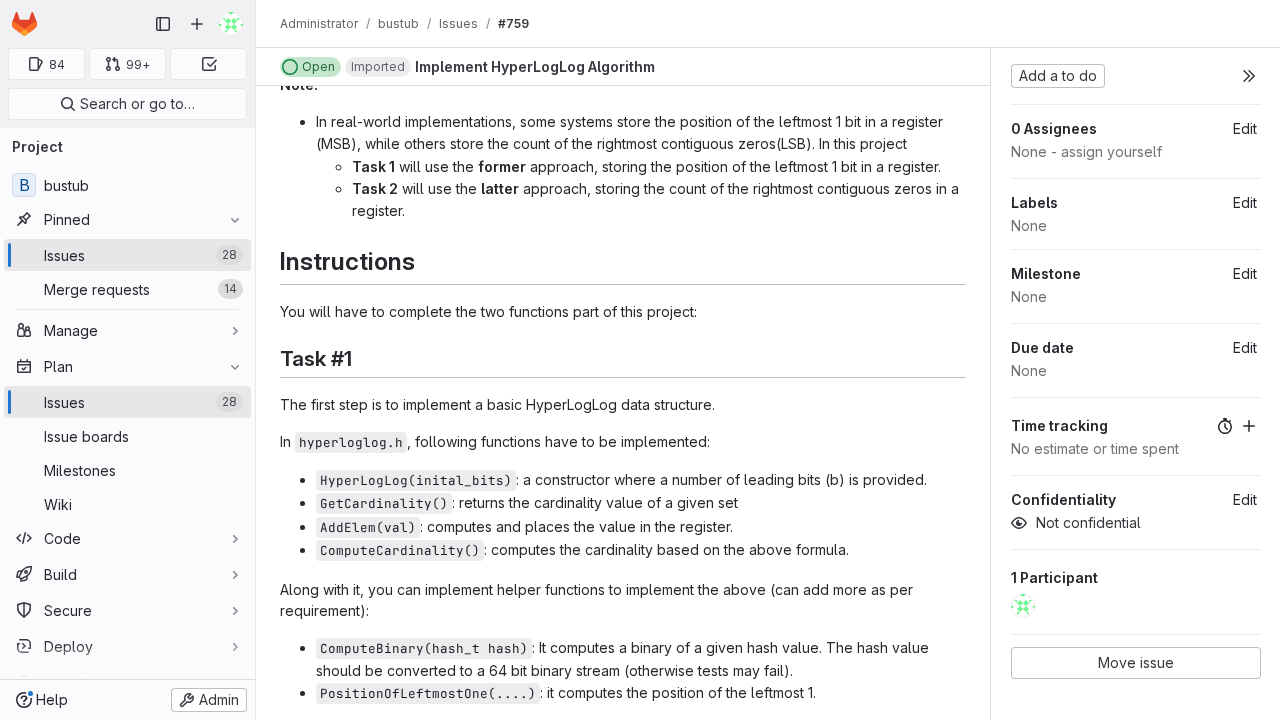 Administrator / bustub / Issues / #759
84
99+
Search or go to…
Project
B bustub
Pinned
Issues 28
Merge requests 14
Manage
Plan
Issues 28
Issue boards
Milestones
Wiki
Code
Build
Secure
Deploy
Help
Admin
Open Imported Implement HyperLogLog Algorithm
Note:
In real-world implementations, some systems store the position of the leftmost 1 bit in a register
(MSB), while others store the count of the rightmost contiguous zeros(LSB). In this project
Task 1 will use the former approach, storing the position of the leftmost 1 bit in a register.
Task 2 will use the latter approach, storing the count of the rightmost contiguous zeros in a
register.
Instructions
You will have to complete the two functions part of this project:
Task #1
The first step is to implement a basic HyperLogLog data structure.
In hyperloglog.h, following functions have to be implemented:
HyperLogLog(inital_bits): a constructor where a number of leading bits (b) is provided.
GetCardinality(): returns the cardinality value of a given set
AddElem(val): computes and places the value in the register.
ComputeCardinality(): computes the cardinality based on the above formula.
Along with it, you can implement helper functions to implement the above (can add more as per
requirement):
ComputeBinary(hash_t hash): It computes a binary of a given hash value. The hash value
should be converted to a 64 bit binary stream (otherwise tests may fail).
PositionOfLeftmostOne(....): it computes the position of the leftmost 1.
Add a to do
0 Assignees Edit
None - assign yourself
Labels Edit
None
Milestone Edit
None
Due date Edit
None
Time tracking
No estimate or time spent
Confidentiality Edit
Not confidential
1 Participant
Move issue